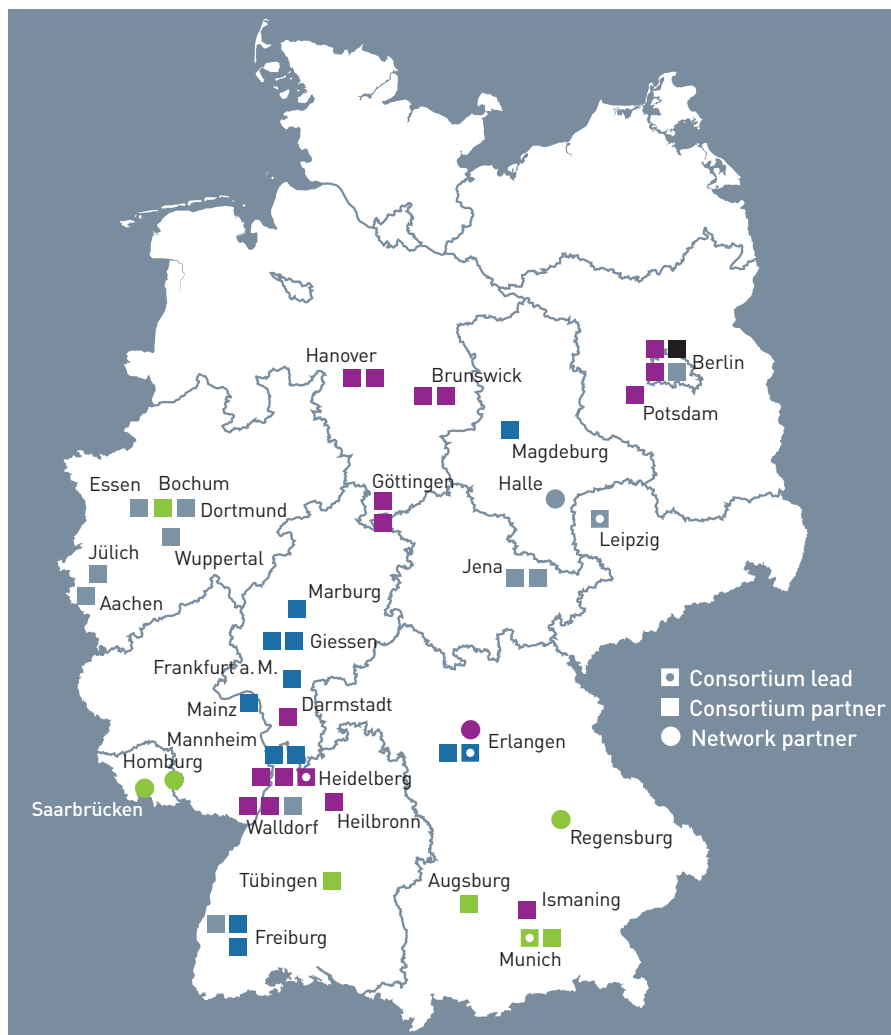 Hanover
Brunswick
Berlin
Potsdam
Magdeburg
Göttingen
Halle
Essen
Bochum
Dortmund
Leipzig
Wuppertal
Jülich
Jena
Aachen
Marburg
Giessen
Frankfurt a. M.
Consortium lead
Mainz
Darmstadt
Consortium partner
Mannheim
Erlangen
Network partner
Homburg
Heidelberg
Saarbrücken
Walldorf
Heilbronn
Regensburg
Tübingen
Augsburg
Ismaning
Freiburg
Munich